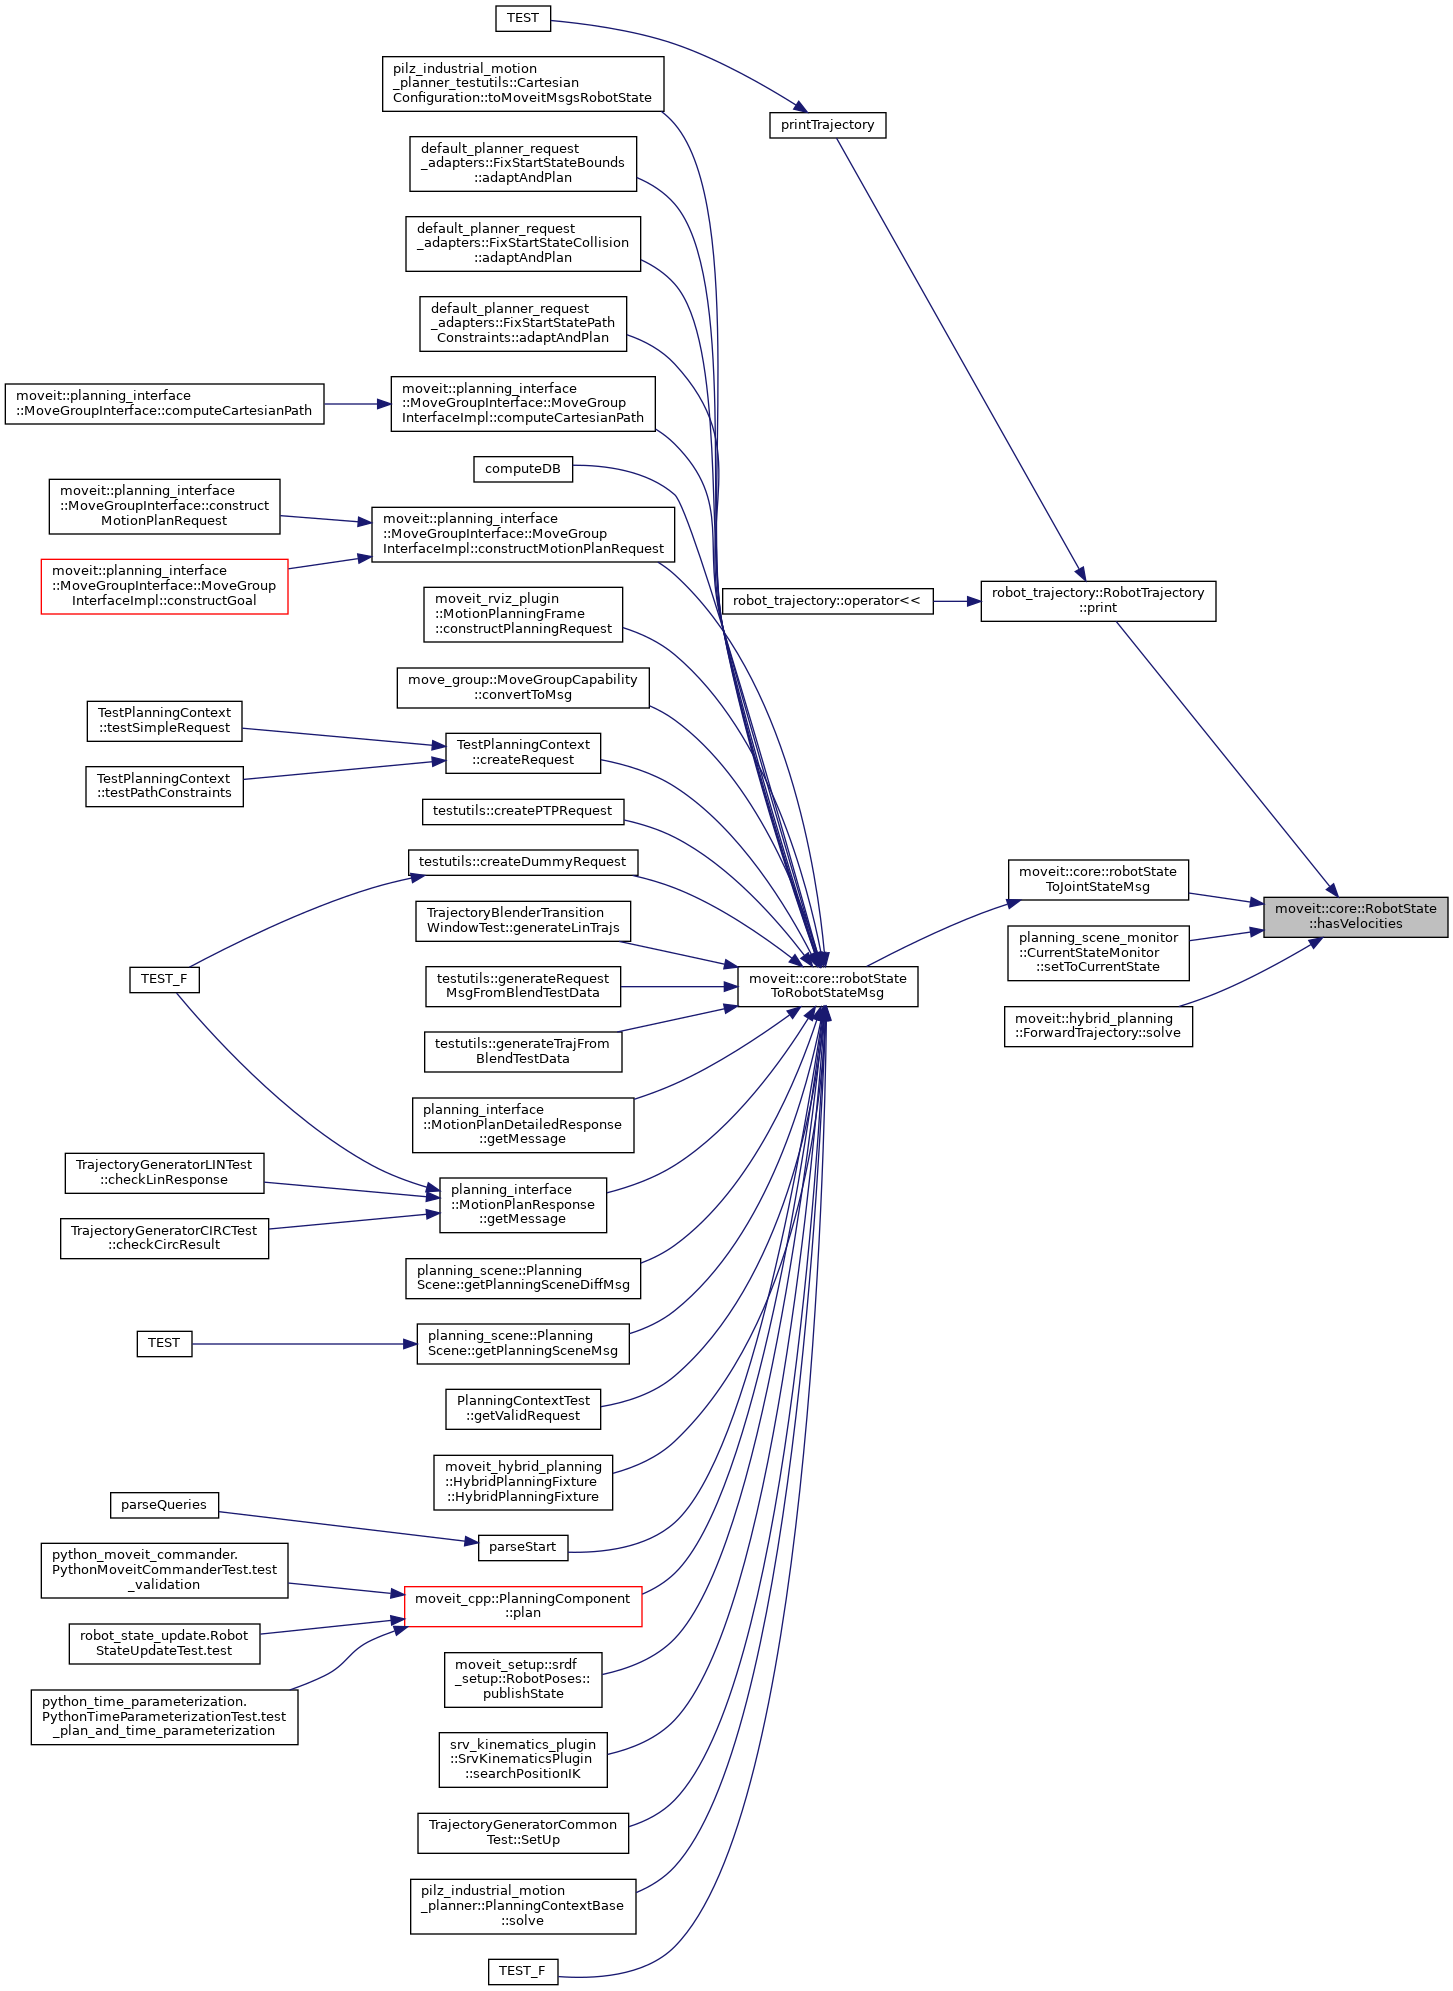 TEST
pilz_industrial_motion
_planner_testutils::Cartesian
Configuration::toMoveitMsgsRobotState
printTrajectory
default_planner_request
_adapters::FixStartStateBounds
::adaptAndPlan
default_planner_request
_adapters::FixStartStateCollision
::adaptAndPlan
default_planner_request
_adapters::FixStartStatePath
Constraints::adaptAndPlan
moveit::planning_interface
::MoveGroupInterface::computeCartesianPath
moveit::planning_interface
::MoveGroupInterface::MoveGroup
InterfaceImpl::computeCartesianPath
computeDB
moveit::planning_interface
::MoveGroupInterface::construct
MotionPlanRequest
moveit::planning_interface
::MoveGroupInterface::MoveGroup
InterfaceImpl::constructMotionPlanRequest
moveit::planning_interface
::MoveGroupInterface::MoveGroup
InterfaceImpl::constructGoal
moveit_rviz_plugin
::MotionPlanningFrame
::constructPlanningRequest
robot_trajectory::operator<<
robot_trajectory::RobotTrajectory
::print
move_group::MoveGroupCapability
::convertToMsg
TestPlanningContext
::testSimpleRequest
TestPlanningContext
::createRequest
TestPlanningContext
::testPathConstraints
testutils::createPTPRequest
testutils::createDummyRequest
moveit::core::robotState
ToJointStateMsg
moveit::core::RobotState
::hasVelocities
TrajectoryBlenderTransition
WindowTest::generateLinTrajs
planning_scene_monitor
::CurrentStateMonitor
::setToCurrentState
TEST_F
testutils::generateRequest
MsgFromBlendTestData
moveit::core::robotState
ToRobotStateMsg
moveit::hybrid_planning
::ForwardTrajectory::solve
testutils::generateTrajFrom
BlendTestData
planning_interface
::MotionPlanDetailedResponse
::getMessage
TrajectoryGeneratorLINTest
::checkLinResponse
planning_interface
::MotionPlanResponse
::getMessage
TrajectoryGeneratorCIRCTest
::checkCircResult
planning_scene::Planning
Scene::getPlanningSceneDiffMsg
TEST
planning_scene::Planning
Scene::getPlanningSceneMsg
PlanningContextTest
::getValidRequest
moveit_hybrid_planning
::HybridPlanningFixture
::HybridPlanningFixture
parseQueries
parseStart
python_moveit_commander.
PythonMoveitCommanderTest.test
_validation
moveit_cpp::PlanningComponent
::plan
robot_state_update.Robot
StateUpdateTest.test
moveit_setup::srdf
_setup::RobotPoses::
publishState
python_time_parameterization.
PythonTimeParameterizationTest.test
_plan_and_time_parameterization
srv_kinematics_plugin
::SrvKinematicsPlugin
::searchPositionIK
TrajectoryGeneratorCommon
Test::SetUp
pilz_industrial_motion
_planner::PlanningContextBase
::solve
TEST_F